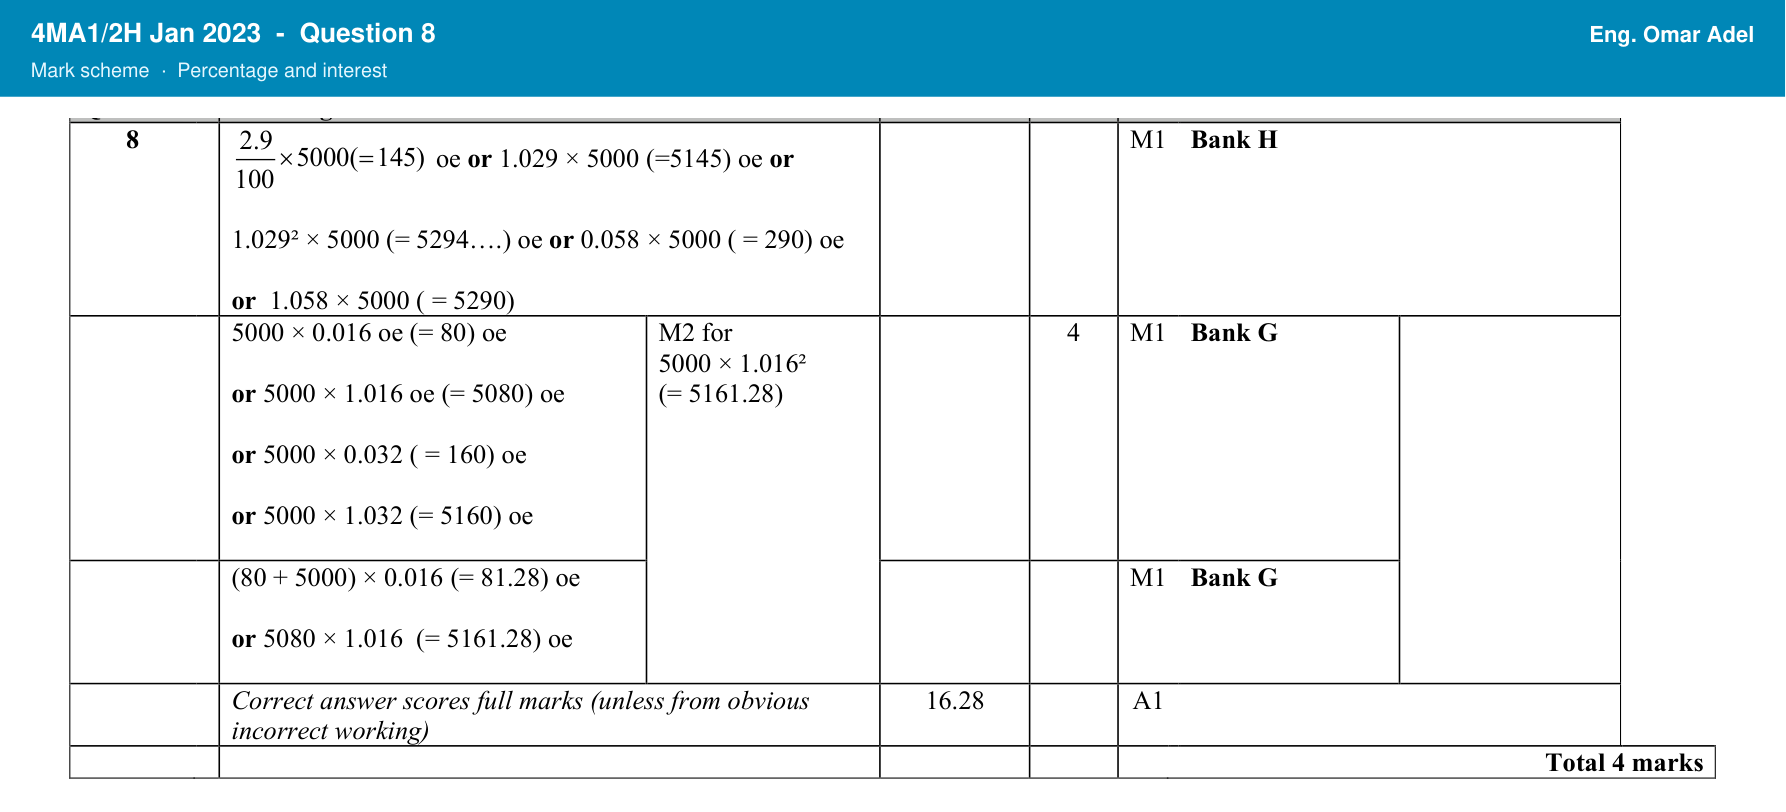 4MA1/2H Jan 2023 - Question 8
Eng. Omar Adel
Mark scheme · Percentage and interest
8
2.9/100 ×5000(=145) oe or 1.029 × 5000 (=5145) oe or
M1 Bank H
1.029² × 5000 (= 5294….) oe or 0.058 × 5000 ( = 290) oe
or 1.058 × 5000 ( = 5290)
5000 × 0.016 oe (= 80) oe
or 5000 × 1.016 oe (= 5080) oe
or 5000 × 0.032 ( = 160) oe
or 5000 × 1.032 (= 5160) oe
M2 for
5000 × 1.016²
(= 5161.28)
4
M1 Bank G
(80 + 5000) × 0.016 (= 81.28) oe
or 5080 × 1.016 (= 5161.28) oe
M1 Bank G
Correct answer scores full marks (unless from obvious
incorrect working)
16.28
A1
Total 4 marks